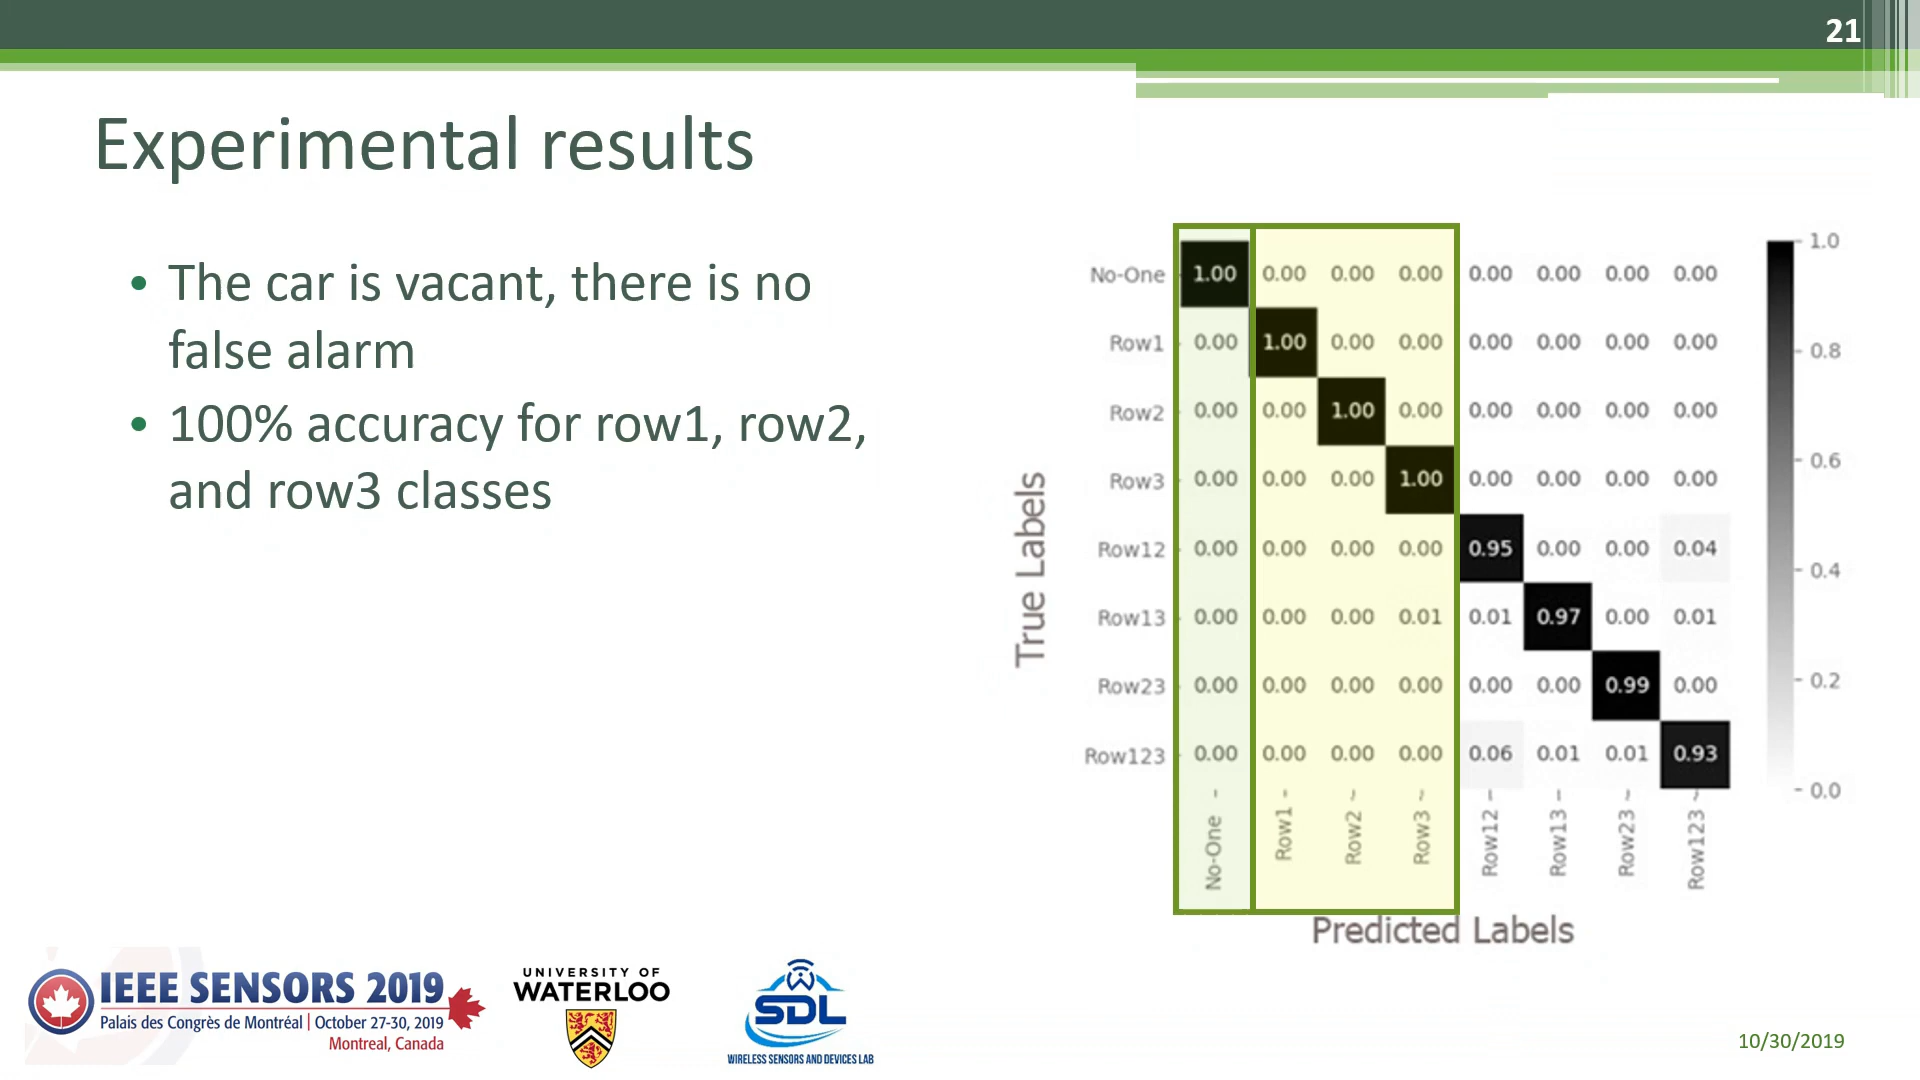 21
Experimental results
• The car is vacant, there is no
false alarm
• 100% accuracy for row1, row2,
and row3 classes
True Labels
No-One 1.00 0.00 0.00 0.00 0.00 0.00 0.00 0.00
Row1 0.00 1.00 0.00 0.00 0.00 0.00 0.00 0.00
Row2 0.00 0.00 1.00 0.00 0.00 0.00 0.00 0.00
Row3 0.00 0.00 0.00 1.00 0.00 0.00 0.00 0.00
Row12 0.00 0.00 0.00 0.00 0.95 0.00 0.00 0.04
Row13 0.00 0.00 0.00 0.01 0.01 0.97 0.00 0.01
Row23 0.00 0.00 0.00 0.00 0.00 0.00 0.99 0.00
Row123 0.00 0.00 0.00 0.00 0.06 0.01 0.01 0.93
No-One Row1 Row2 Row3 Row12 Row13 Row23 Row123
Predicted Labels
1.0
0.8
0.6
0.4
0.2
0.0
IEEE SENSORS 2019
Palais des Congrès de Montréal | October 27-30, 2019
Montreal, Canada
UNIVERSITY OF
WATERLOO
SDL
WIRELESS SENSORS AND DEVICES LAB
10/30/2019